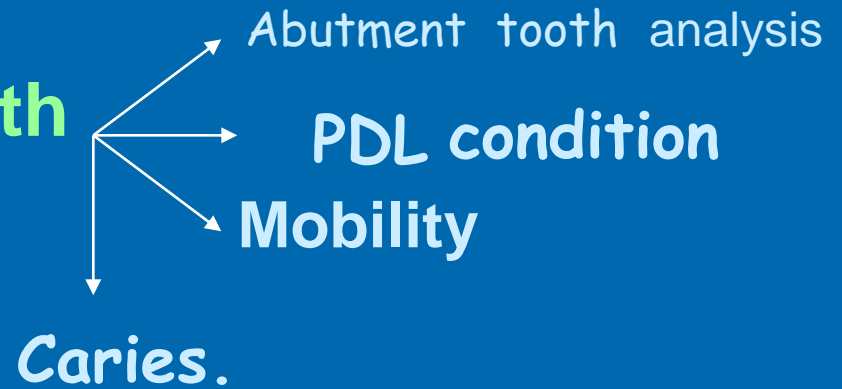 Abutment tooth analysis
th
PDL condition
Mobility
Caries.